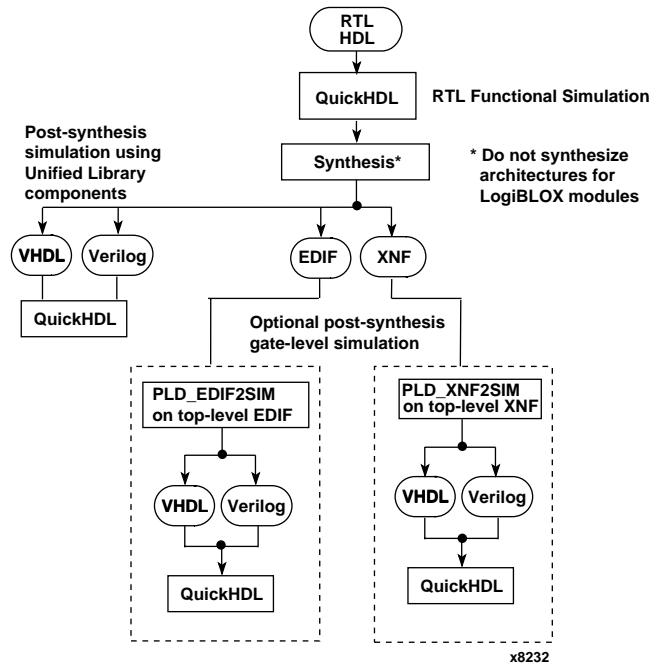 RTL
HDL
QuickHDL
RTL Functional Simulation
Post-synthesis
simulation using
Unified Library
components
Synthesis*
* Do not synthesize
architectures for
LogiBLOX modules
VHDL
Verilog
EDIF
XNF
QuickHDL
Optional post-synthesis
gate-level simulation
PLD_EDIF2SIM
on top-level EDIF
PLD_XNF2SIM
on top-level XNF
VHDL
Verilog
VHDL
Verilog
QuickHDL
QuickHDL
x8232